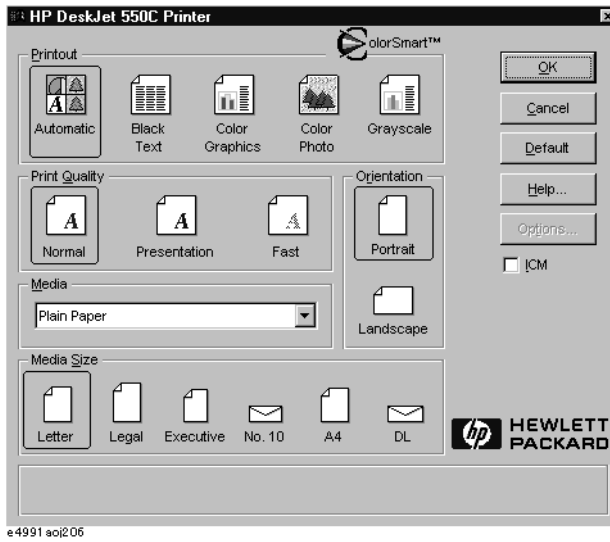 HP DeskJet 550C Printer
ColorSmart™
Printout
Automatic
Black Text
Color Graphics
Color Photo
Grayscale
Print Quality
Normal
Presentation
Fast
Orientation
Portrait
Landscape
Media
Plain Paper
Media Size
Letter
Legal
Executive
No. 10
A4
DL
OK
Cancel
Default
Help...
Options...
ICM
hp
HEWLETT
PACKARD
e4991aoj206